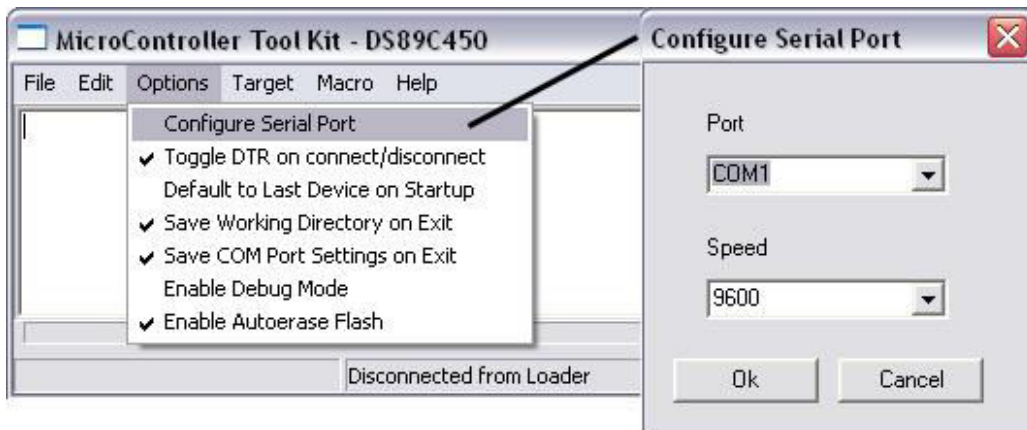 MicroController Tool Kit - DS89C450
File Edit Options Target Macro Help
Configure Serial Port
Toggle DTR on connect/disconnect
Default to Last Device on Startup
Save Working Directory on Exit
Save COM Port Settings on Exit
Enable Debug Mode
Enable Autoerase Flash
Disconnected from Loader
Configure Serial Port
Port
COM1
Speed
9600
Ok Cancel